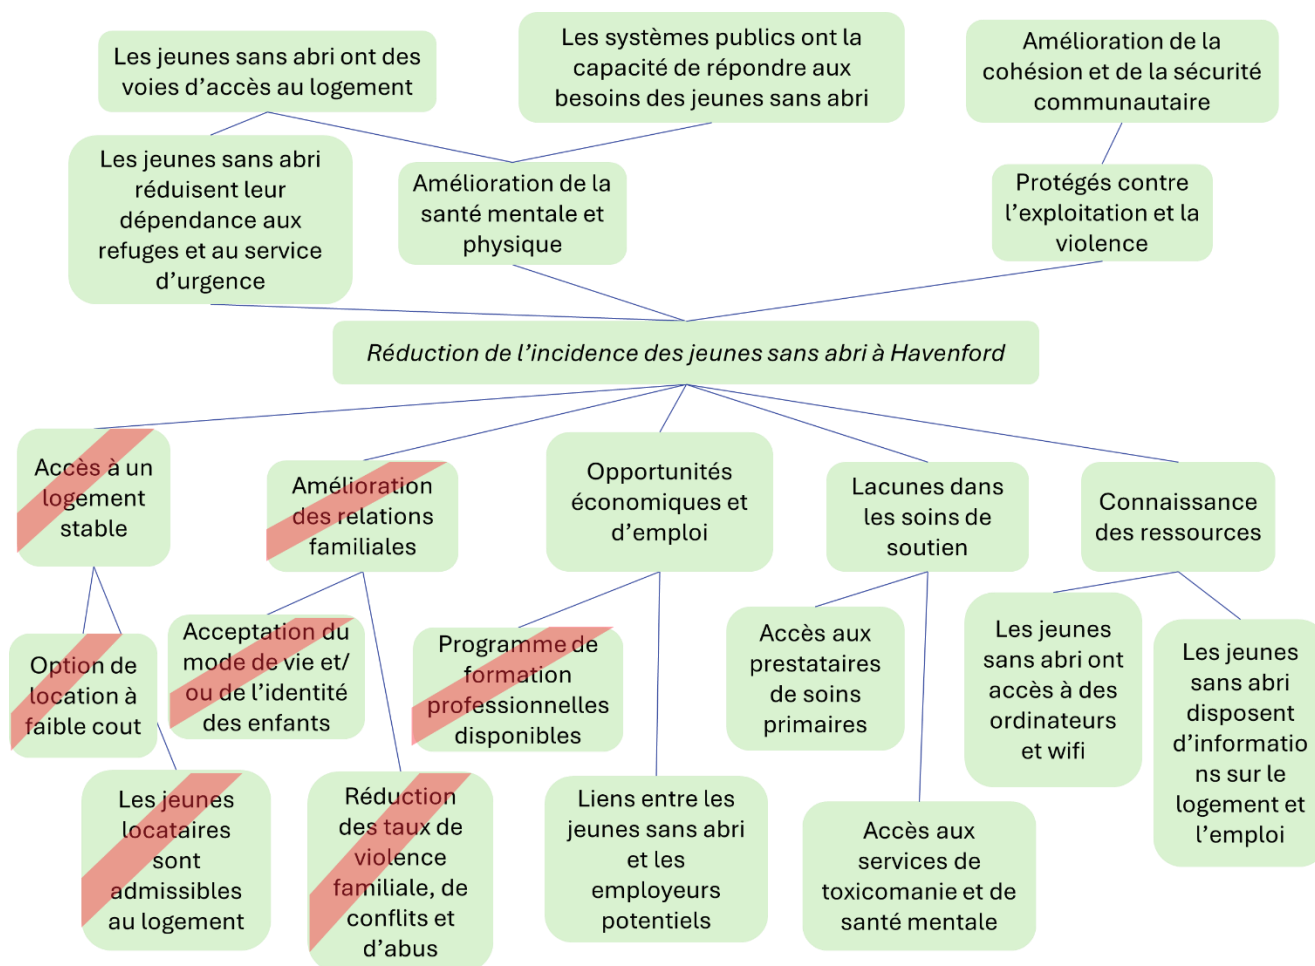 Les jeunes sans abri ont des
voies d'accès au logement
Les systèmes publics ont la
capacité de répondre aux
besoins des jeunes sans abri
Amélioration de la
cohésion et de la sécurité
communautaire
Les jeunes sans abri
réduisent leur
dépendance aux
refuges et au service
d'urgence
Amélioration de la
santé mentale et
physique
Protégés contre
l'exploitation et la
violence
Réduction de l'incidence des jeunes sans abri à Havenford
Accès à un
logement
stable
Amélioration
des relations
familiales
Opportunités
économiques et
d'emploi
Lacunes dans
les soins de
soutien
Connaissance
des ressources
Option de
location à
faible cout
Acceptation du
mode de vie et/
ou de l'identité
des enfants
Programme de
formation
professionnelles
disponibles
Accès aux
prestataires
de soins
primaires
Les jeunes
sans abri ont
accès à des
ordinateurs
et wifi
Les jeunes
sans abri
disposent
d'informatio
ns sur le
logement et
l'emploi
Les jeunes
locataires
sont
admissibles
au logement
Réduction
des taux de
violence
familiale, de
conflits et
d'abus
Liens entre les
jeunes sans abri
et les
employeurs
potentiels
Accès aux
services de
toxicomanie et de
santé mentale